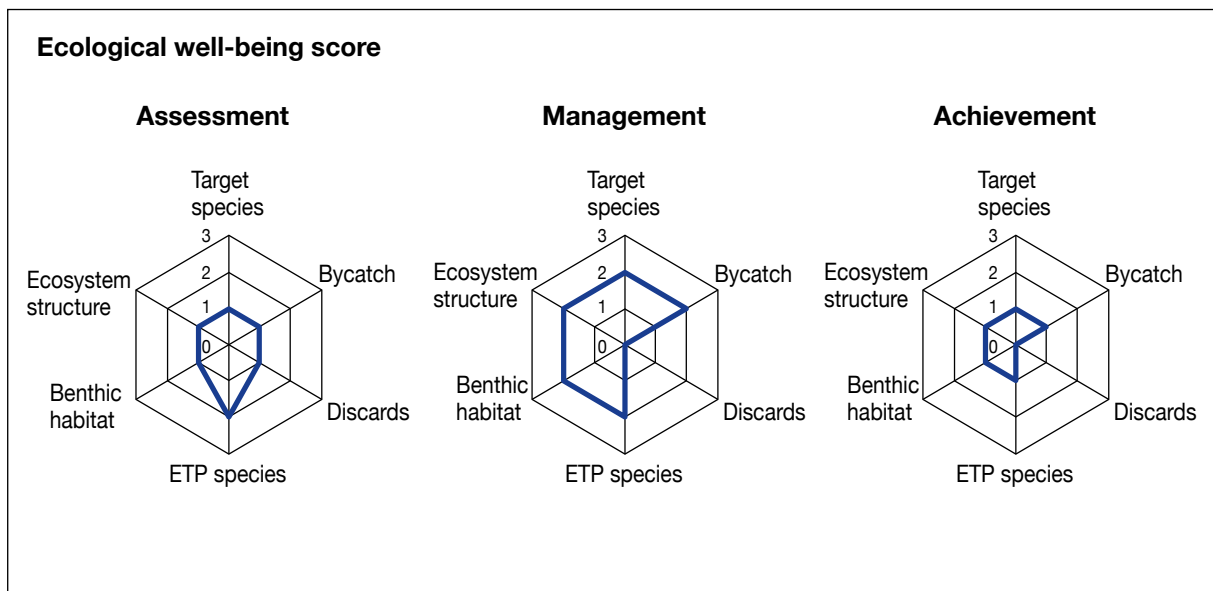 Ecological well-being score
Assessment
Target
species
3
2
1
0
Bycatch
Ecosystem
structure
Benthic
habitat
Discards
ETP species
Management
Target
species
3
2
1
0
Bycatch
Ecosystem
structure
Benthic
habitat
Discards
ETP species
Achievement
Target
species
3
2
1
0
Bycatch
Ecosystem
structure
Benthic
habitat
Discards
ETP species